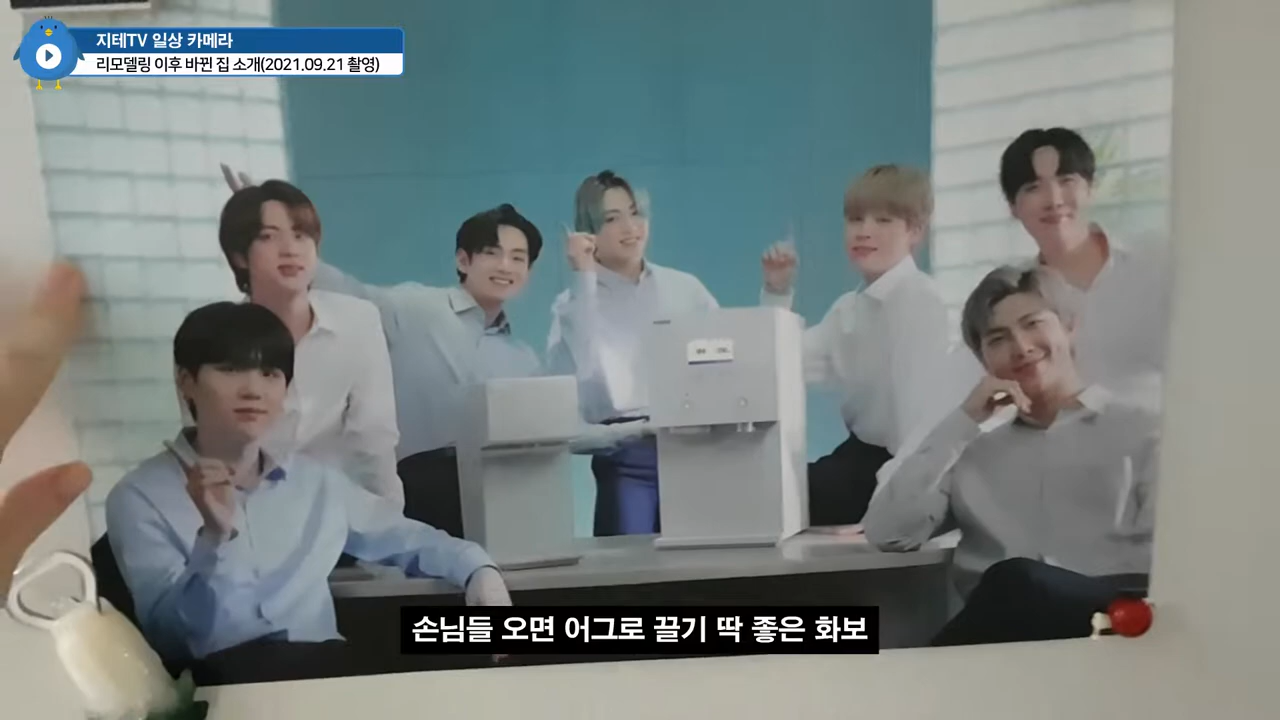 지테TV 일상 카메라
리모델링 이후 바뀐 집 소개(2021.09.21 촬영)
손님들 오면 어그로 끌기 딱 좋은 화보